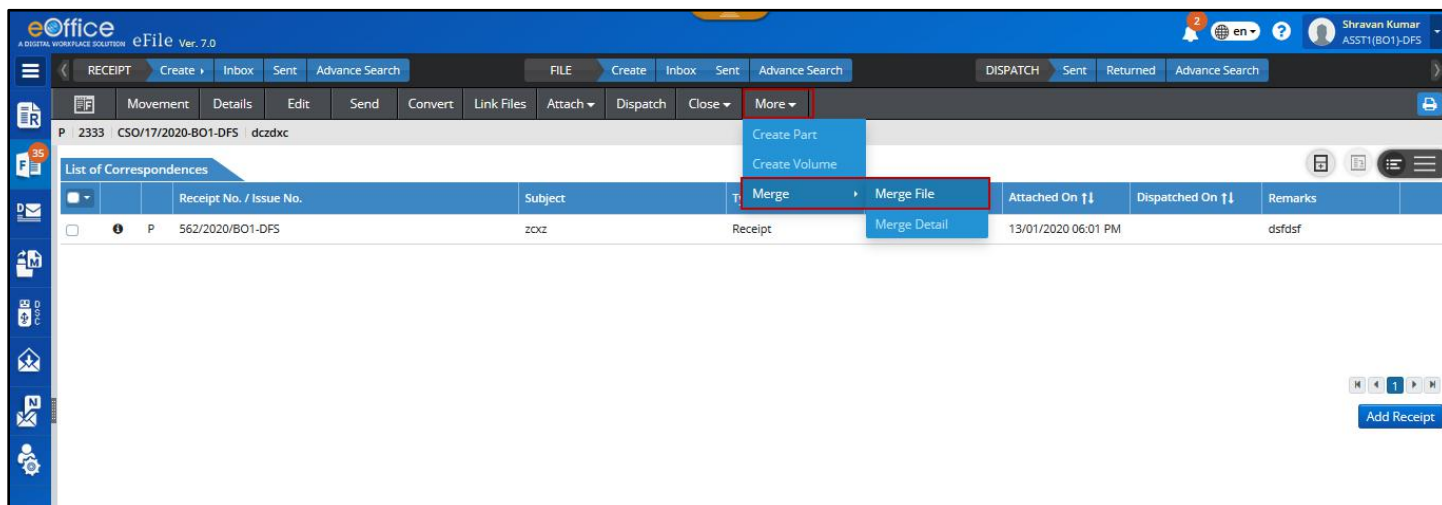 eOffice
A DIGITAL WORKPLACE SOLUTION eFile Ver. 7.0
2
en
?
Shravan Kumar
ASST1(BO1)-DFS
RECEIPT Create Inbox Sent Advance Search FILE Create Inbox Sent Advance Search DISPATCH Sent Returned Advance Search
Movement Details Edit Send Convert Link Files Attach Dispatch Close More
P 2333 CSO/17/2020-BO1-DFS dczdxc
Create Part
Create Volume
Merge
Merge File
Merge Detail
35
List of Correspondences
Receipt No. / Issue No. Subject Attached On Dispatched On Remarks
P 562/2020/BO1-DFS zcxz Receipt 13/01/2020 06:01 PM dsfdsf
1
Add Receipt
R
F
D
M
DSC
N